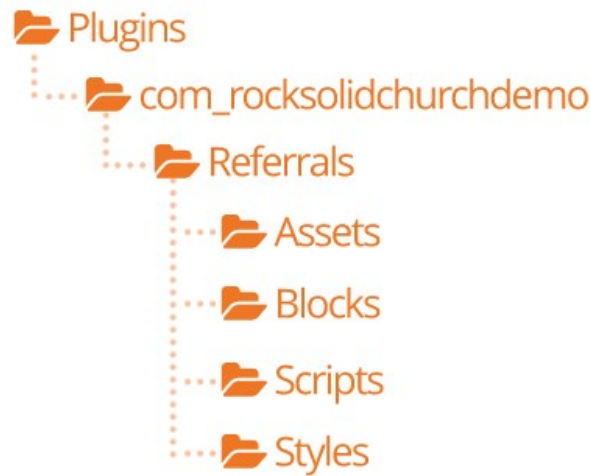 Plugins
com_rocksolidchurchdemo
Referrals
Assets
Blocks
Scripts
Styles